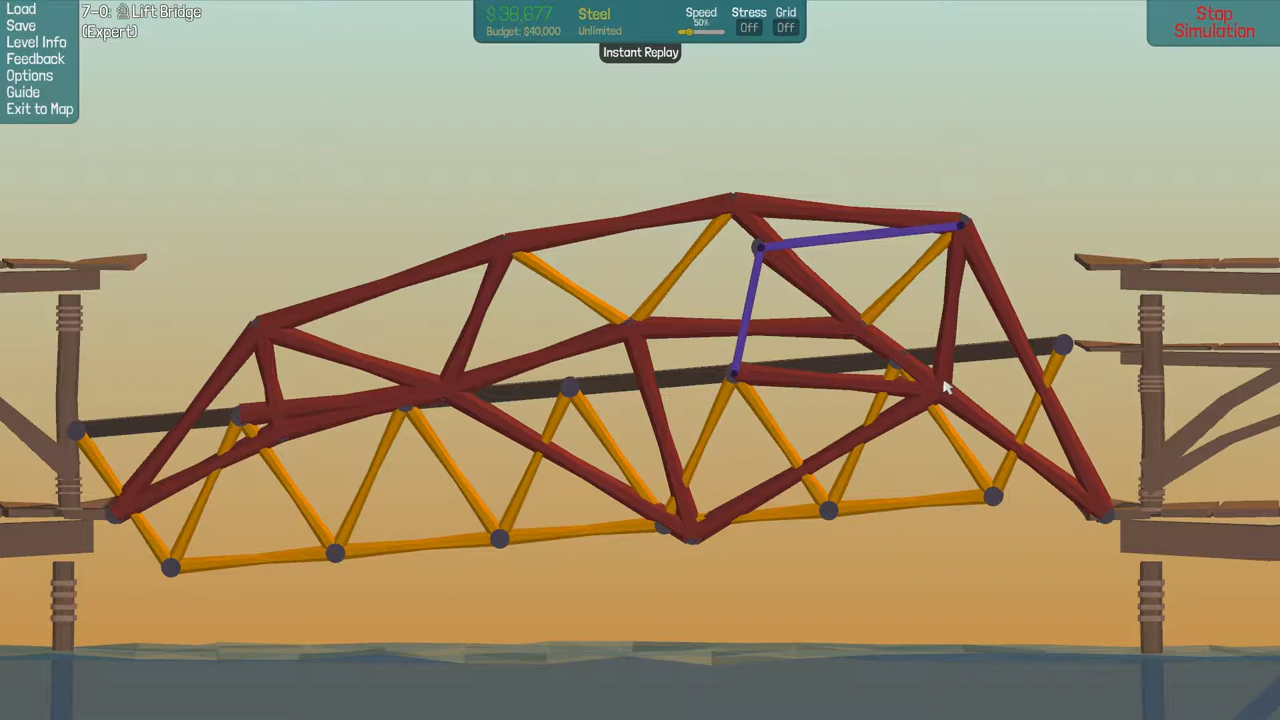 Load
Save
Level Info
Feedback
Options
Guide
Exit to Map
7-0: Lift Bridge
(Expert)
$38,677
Budget: $40,000
Steel
Unlimited
Speed
50%
Stress
Off
Grid
Off
Instant Replay
Stop
Simulation